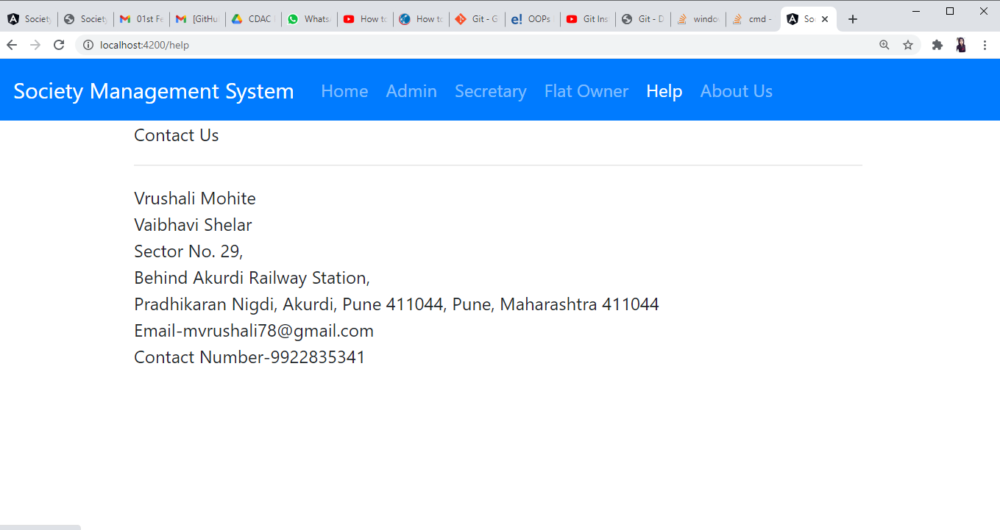 Society Society 01st Fe [GitHu CDAC Whats How to How to Git - G e! OOPs Git Ins Git - D windo cmd - So
localhost:4200/help
Society Management System Home Admin Secretary Flat Owner Help About Us
Contact Us
Vrushali Mohite
Vaibhavi Shelar
Sector No. 29,
Behind Akurdi Railway Station,
Pradhikaran Nigdi, Akurdi, Pune 411044, Pune, Maharashtra 411044
Email-mvrushali78@gmail.com
Contact Number-9922835341